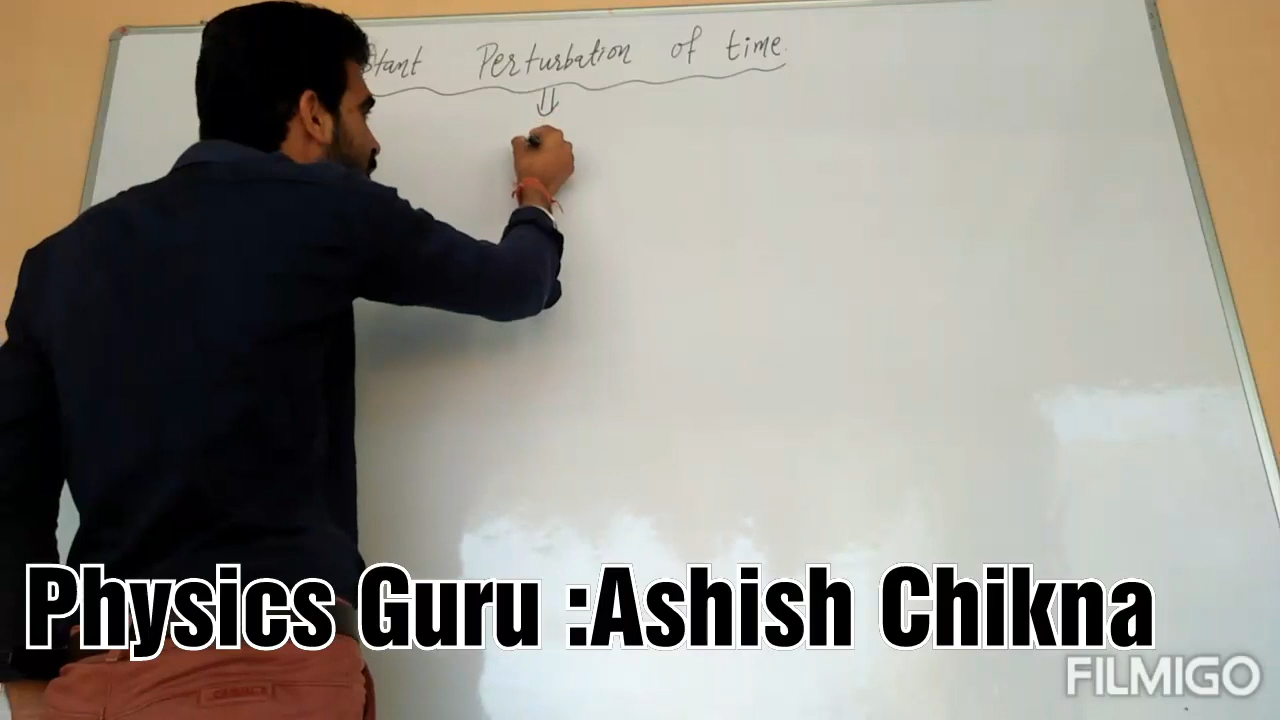 stant Perturbation of time.
Physics Guru :Ashish Chikna
FILMIGO